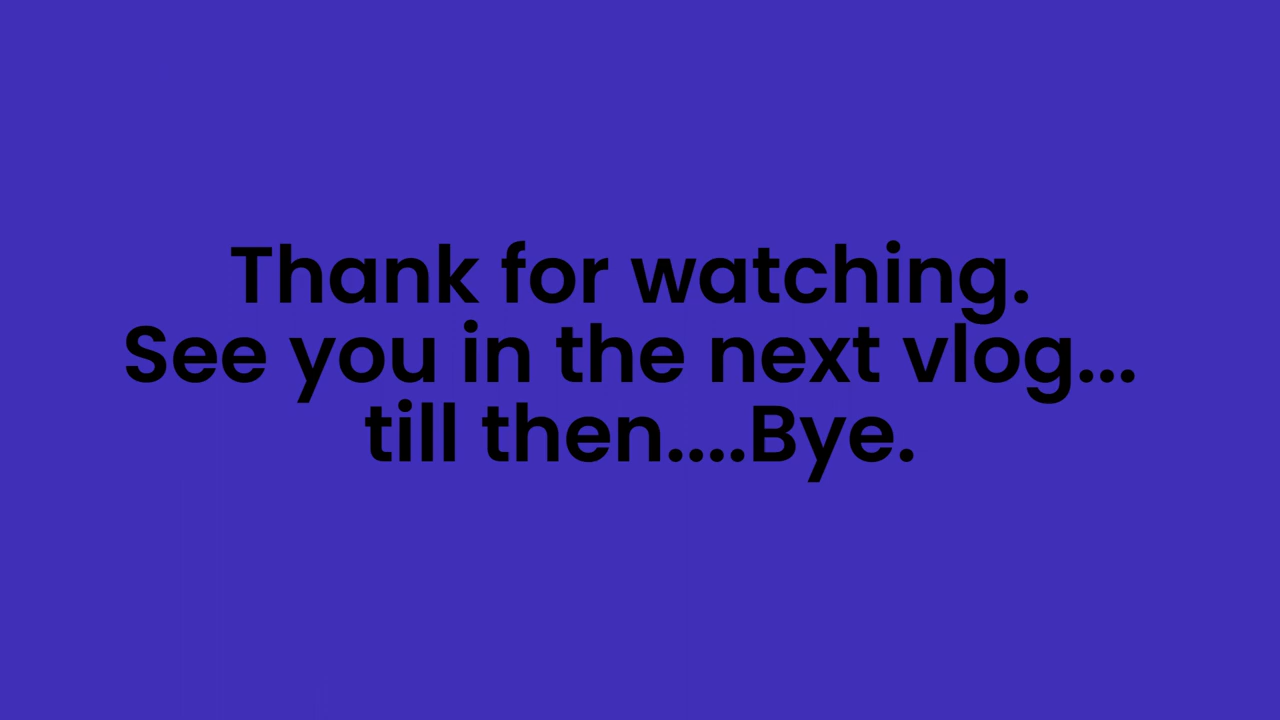 Thank for watching.
See you in the next vlog...
till then....Bye.